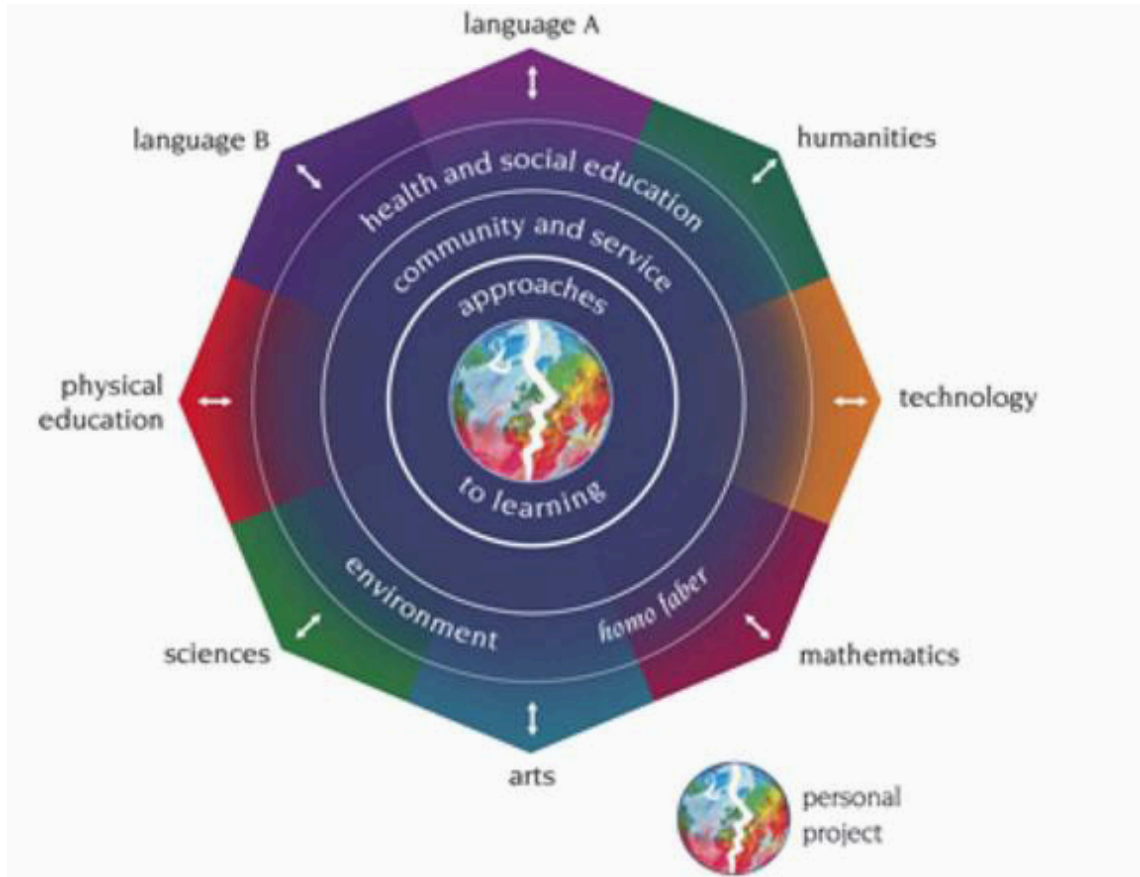 language A
language B
humanities
health and social education
community and service
approaches
physical
education
technology
to learning
environment
homo faber
sciences
mathematics
arts
personal
project